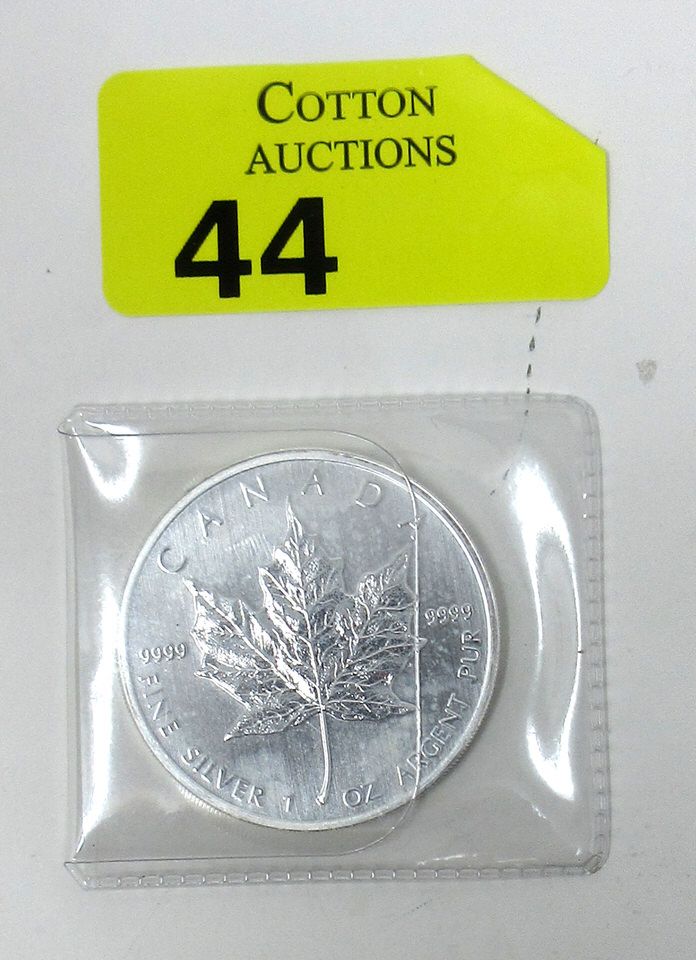 COTTON
AUCTIONS
44
CANADA
9999
9999
FINE SILVER 1 OZ ARGENT PUR